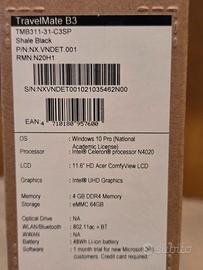 TravelMate B3
TMB311-31-C3SP
Shale Black
P/N:NX.VNDET.001
RMN:N20H1
S/N:NXVNDET001021035462N00
EAN: 4 710180 957600
OS : Windows 10 Pro (National Academic License)
Processor : Intel® Celeron® processor N4020
LCD : 11.6" HD Acer ComfyView LCD
Graphics : Intel® UHD Graphics
Memory : 4 GB DDR4 Memory
Storage : eMMC 64GB
Optical Drive : NA
WLAN/Bluetooth : 802.11ac + BT
WWAN : NA
Battery : 48Wh Li-ion battery
Software : 1 month trial for new Microsoft
customers. Credit card required.
subito